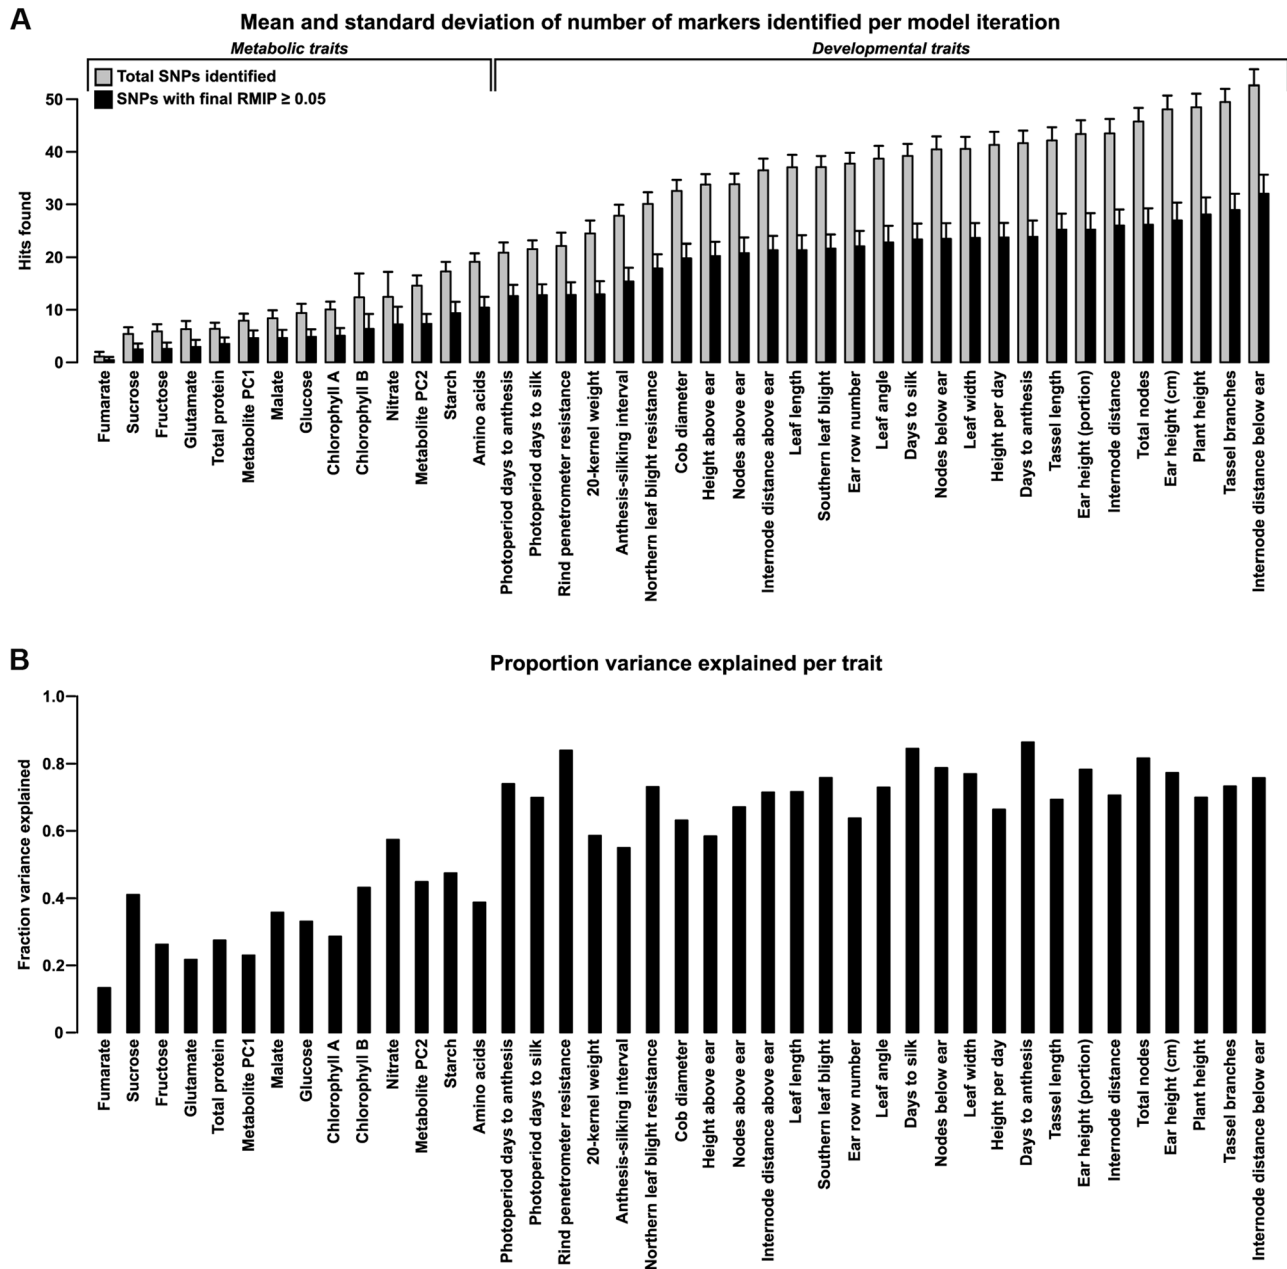 A
Mean and standard deviation of number of markers identified per model iteration
Metabolic traits
Developmental traits
Total SNPs identified
SNPs with final RMIP ≥ 0.05
Hits found
50
40
30
20
10
0
Fumarate
Sucrose
Fructose
Glutamate
Total protein
Metabolite PC1
Malate
Glucose
Chlorophyll A
Chlorophyll B
Nitrate
Metabolite PC2
Starch
Amino acids
Photoperiod days to anthesis
Photoperiod days to silk
Rind penetrometer resistance
20-kernel weight
Anthesis-silking interval
Northern leaf blight resistance
Cob diameter
Height above ear
Nodes above ear
Internode distance above ear
Leaf length
Southern leaf blight
Ear row number
Leaf angle
Days to silk
Nodes below ear
Leaf width
Height per day
Days to anthesis
Tassel length
Ear height (portion)
Internode distance
Total nodes
Ear height (cm)
Plant height
Tassel branches
Internode distance below ear
B
Proportion variance explained per trait
Fraction variance explained
1.0
0.8
0.6
0.4
0.2
0
Fumarate
Sucrose
Fructose
Glutamate
Total protein
Metabolite PC1
Malate
Glucose
Chlorophyll A
Chlorophyll B
Nitrate
Metabolite PC2
Starch
Amino acids
Photoperiod days to anthesis
Photoperiod days to silk
Rind penetrometer resistance
20-kernel weight
Anthesis-silking interval
Northern leaf blight resistance
Cob diameter
Height above ear
Nodes above ear
Internode distance above ear
Leaf length
Southern leaf blight
Ear row number
Leaf angle
Days to silk
Nodes below ear
Leaf width
Height per day
Days to anthesis
Tassel length
Ear height (portion)
Internode distance
Total nodes
Ear height (cm)
Plant height
Tassel branches
Internode distance below ear